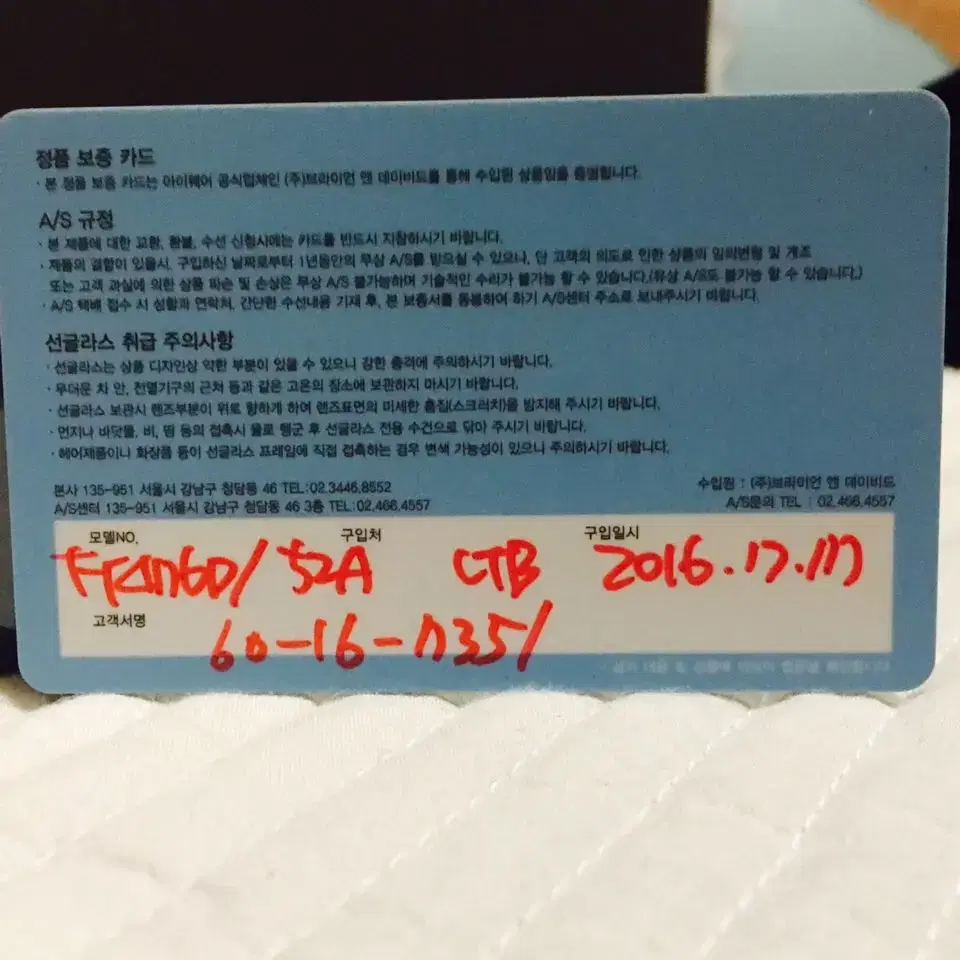 정품 보증 카드
· 본 정품 보증 카드는 아이웨어 공식업체인 (주)브라이언 앤 데이비드를 통해 수입된 상품임을 증명합니다.
A/S 규정
· 본 제품에 대한 교환, 환불, 수선 신청시에는 카드를 반드시 지참하시기 바랍니다.
· 제품의 결함이 있을시, 구입하신 날짜로부터 1년동안의 무상 A/S를 받으실 수 있으나, 단 고객의 의도로 인한 상품의 임의변형 및 개조
또는 고객 과실에 의한 상품 파손 및 손상은 무상 A/S 불가능하며 기술적인 수리가 불가능 할 수 있습니다.(유상 A/S도 불가능 할 수 있습니다.)
· A/S 택배 접수 시 성함과 연락처, 간단한 수선내용 기재 후, 본 보증서를 동봉하여 하기 A/S센터 주소로 보내주시기 바랍니다.
선글라스 취급 주의사항
· 선글라스는 상품 디자인상 약한 부분이 있을 수 있으니 강한 충격에 주의하시기 바랍니다.
· 무더운 차 안, 전열기구의 근처 등과 같은 고온의 장소에 보관하지 마시기 바랍니다.
· 선글라스 보관시 렌즈부분이 위로 향하게 하여 렌즈표면의 미세한 흠집(스크러치)을 방지해 주시기 바랍니다.
· 먼지나 바닷물, 비, 땀 등의 접촉시 물로 헹군 후 선글라스 전용 수건으로 닦아 주시기 바랍니다.
· 헤어제품이나 화장품 등이 선글라스 프레임에 직접 접촉하는 경우 변색 가능성이 있으니 주의하시기 바랍니다.
본사 135-951 서울시 강남구 청담동 46 TEL:02.3446.8552
수입원 : (주)브라이언 앤 데이비드
A/S센터 135-951 서울시 강남구 청담동 46 3층 TEL:02.466.4557
A/S문의 TEL : 02.466.4557
모델NO. 구입처 구입일시
52A CTB 2016.
고객서명
60-16-0351